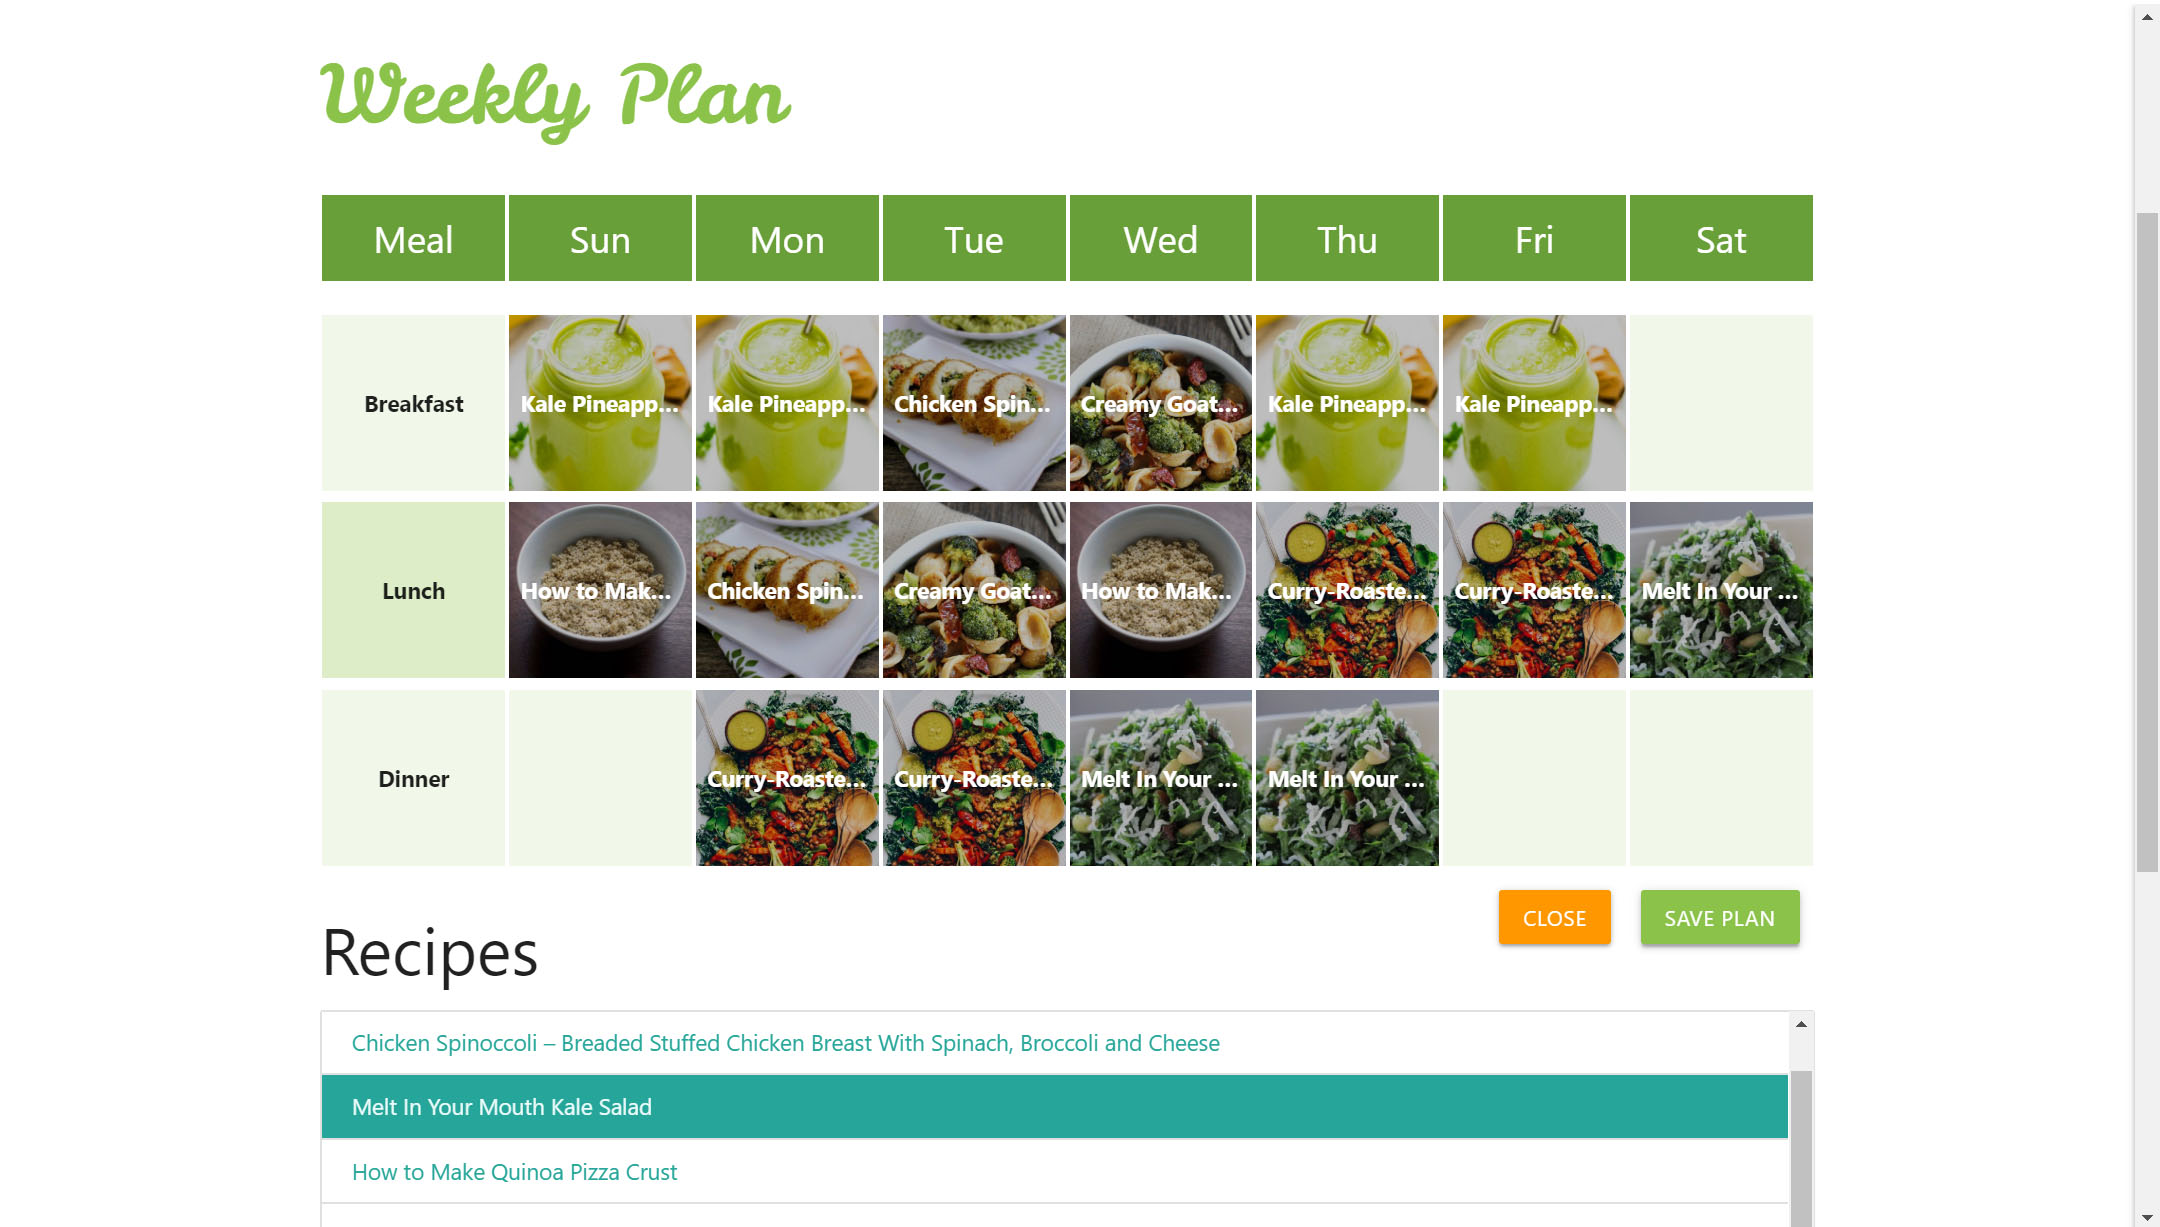 Weekly Plan
Meal Sun Mon Tue Wed Thu Fri Sat
Breakfast Kale Pineapp... Kale Pineapp... Chicken Spin... Creamy Goat... Kale Pineapp... Kale Pineapp...
Lunch How to Mak... Chicken Spin... Creamy Goat... How to Mak... Curry-Roaste... Curry-Roaste... Melt In Your ...
Dinner Curry-Roaste... Curry-Roaste... Melt In Your ... Melt In Your ...
CLOSE SAVE PLAN
Recipes
Chicken Spinoccoli – Breaded Stuffed Chicken Breast With Spinach, Broccoli and Cheese
Melt In Your Mouth Kale Salad
How to Make Quinoa Pizza Crust